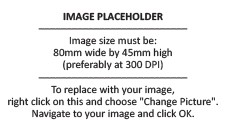 IMAGE PLACEHOLDER
Image size must be:
80mm wide by 45mm high
(preferably at 300 DPI)
To replace with your image,
right click on this and choose "Change Picture".
Navigate to your image and click OK.